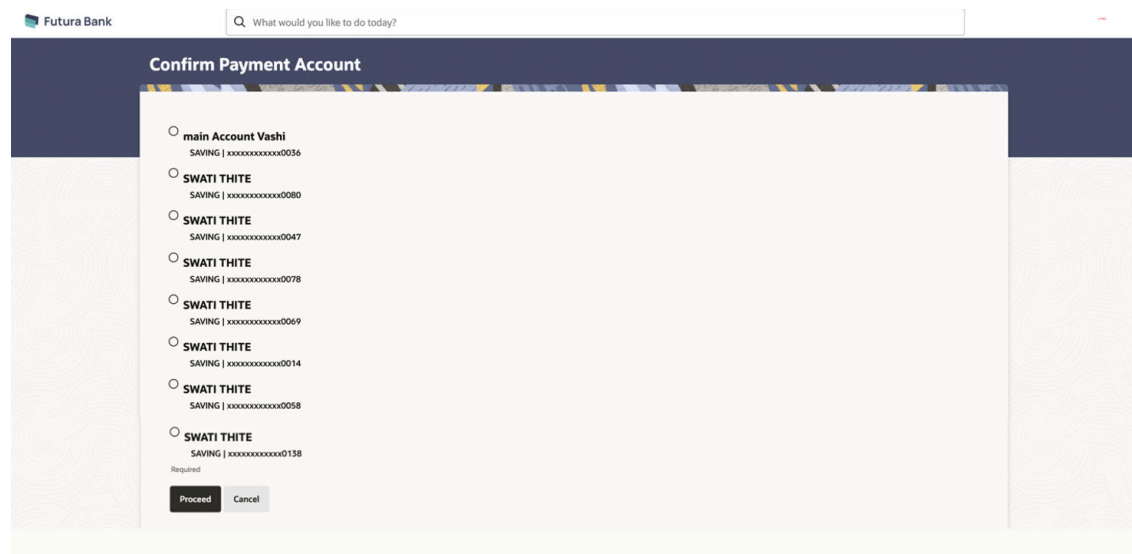 Futura Bank
What would you like to do today?
Confirm Payment Account
main Account Vashi
SAVING | xxxxxxxxxxxx0036
SWATI THITE
SAVING | xxxxxxxxxxxx0080
SWATI THITE
SAVING | xxxxxxxxxxxx0047
SWATI THITE
SAVING | xxxxxxxxxxxx0078
SWATI THITE
SAVING | xxxxxxxxxxxx0069
SWATI THITE
SAVING | xxxxxxxxxxxx0014
SWATI THITE
SAVING | xxxxxxxxxxxx0058
SWATI THITE
SAVING | xxxxxxxxxxxx0138
Required
Proceed Cancel